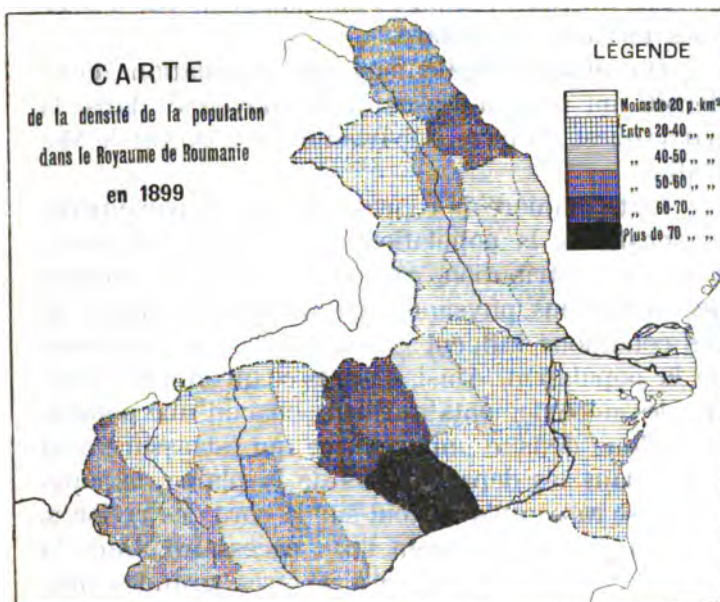 CARTE
de la densité de la population
dans le Royaume de Roumanie
en 1899
LÉGENDE
Moins de 20 p. km²
Entre 20-40 „ „
„ 40-50 „ „
„ 50-60 „ „
„ 60-70 „ „
Plus de 70 „ „